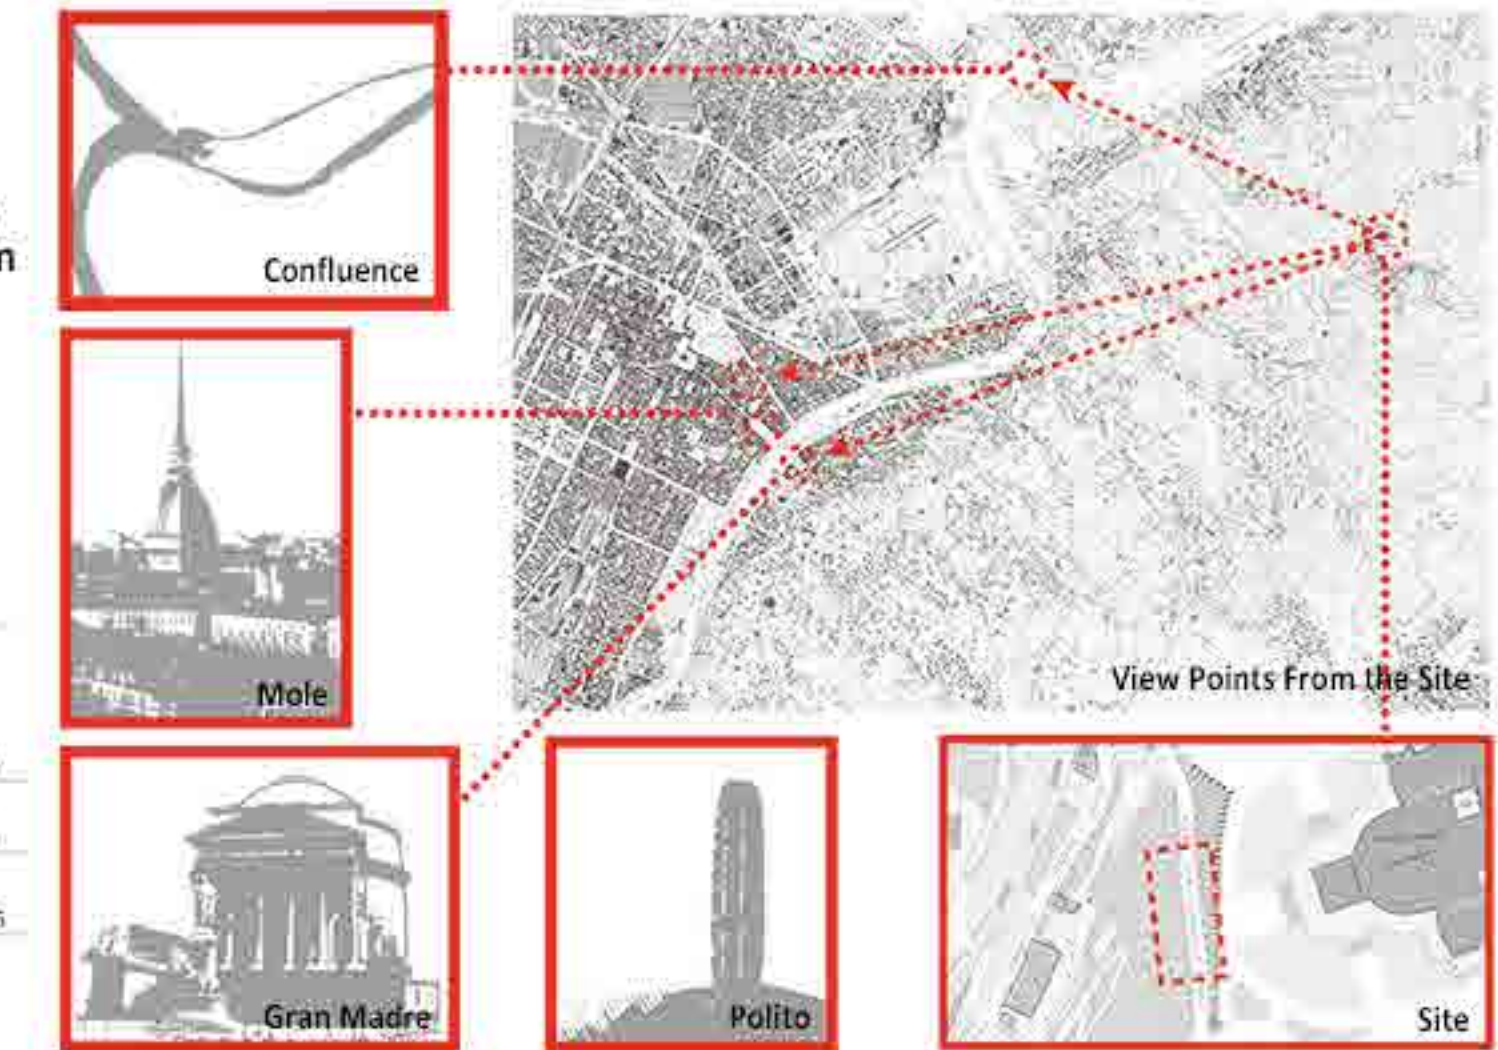 Confluence
Mole
View Points From the Site
Gran Madre
Polito
Site